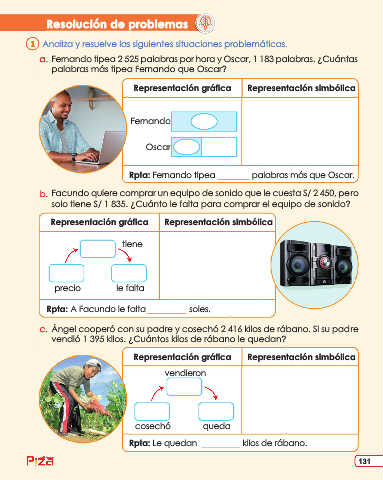 Resolución de problemas
1 Analiza y resuelve las siguientes situaciones problemáticas.
a. Fernando tipea 2 525 palabras por hora y Oscar, 1 183 palabras. ¿Cuántas
palabras más tipea Fernando que Oscar?
Representación gráfica Representación simbólica
Fernando
Oscar
Rpta: Fernando tipea ________ palabras más que Oscar.
b. Facundo quiere comprar un equipo de sonido que le cuesta S/ 2 450, pero
solo tiene S/ 1 835. ¿Cuánto le falta para comprar el equipo de sonido?
Representación gráfica Representación simbólica
tiene
precio le falta
Rpta: A Facundo le falta ________ soles.
c. Ángel cooperó con su padre y cosechó 2 416 kilos de rábano. Si su padre
vendió 1 395 kilos. ¿Cuántos kilos de rábano le quedan?
Representación gráfica Representación simbólica
vendieron
cosechó queda
Rpta: Le quedan ________ kilos de rábano.
131